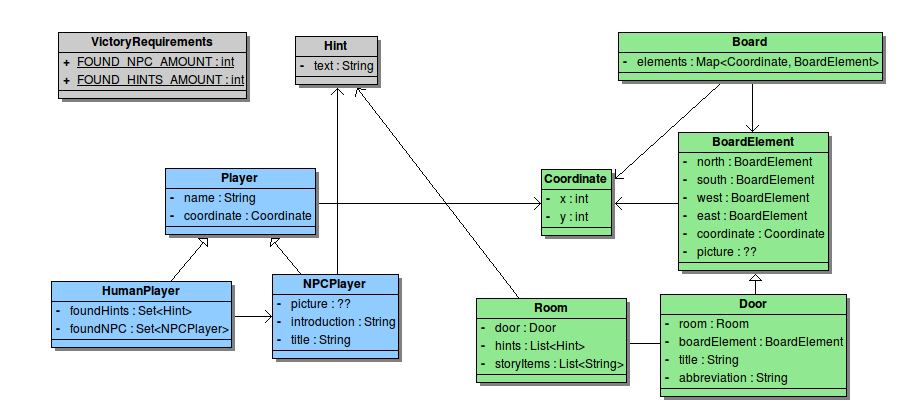 VictoryRequirements
+ FOUND_NPC_AMOUNT : int
+ FOUND_HINTS_AMOUNT : int
Hint
- text : String
Board
- elements : Map<Coordinate, BoardElement>
BoardElement
- north : BoardElement
- south : BoardElement
- west : BoardElement
- east : BoardElement
- coordinate : Coordinate
- picture : ??
Player
- name : String
- coordinate : Coordinate
Coordinate
- x : int
- y : int
HumanPlayer
- foundHints : Set<Hint>
- foundNPC : Set<NPCPlayer>
NPCPlayer
- picture : ??
- introduction : String
- title : String
Room
- door : Door
- hints : List<Hint>
- storyItems : List<String>
Door
- room : Room
- boardElement : BoardElement
- title : String
- abbreviation : String